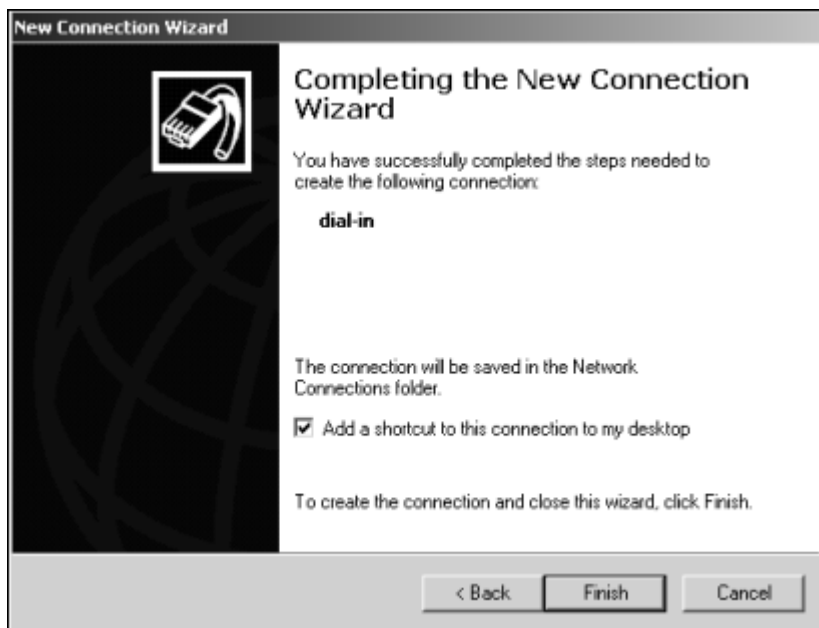 New Connection Wizard
Completing the New Connection
Wizard
You have successfully completed the steps needed to
create the following connection:
dial-in
The connection will be saved in the Network
Connections folder.
Add a shortcut to this connection to my desktop
To create the connection and close this wizard, click Finish.
< Back Finish Cancel